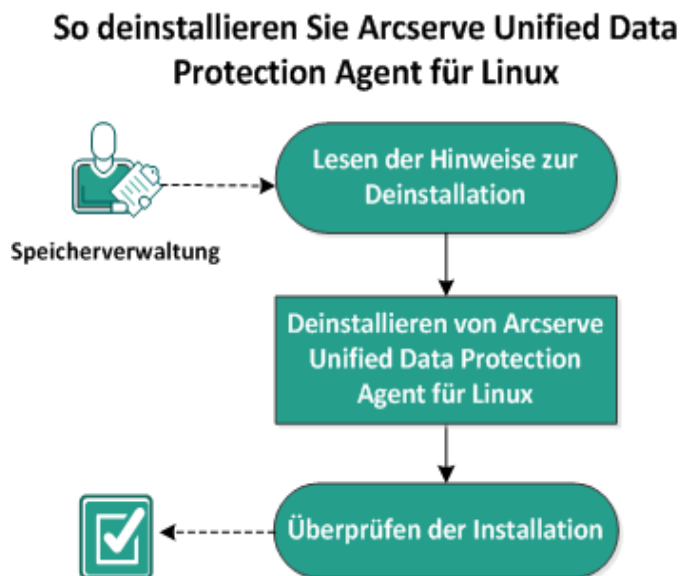 So deinstallieren Sie Arcserve Unified Data
Protection Agent für Linux
Lesen der Hinweise zur
Deinstallation
Speicherverwaltung
Deinstallieren von Arcserve
Unified Data Protection
Agent für Linux
Überprüfen der Installation